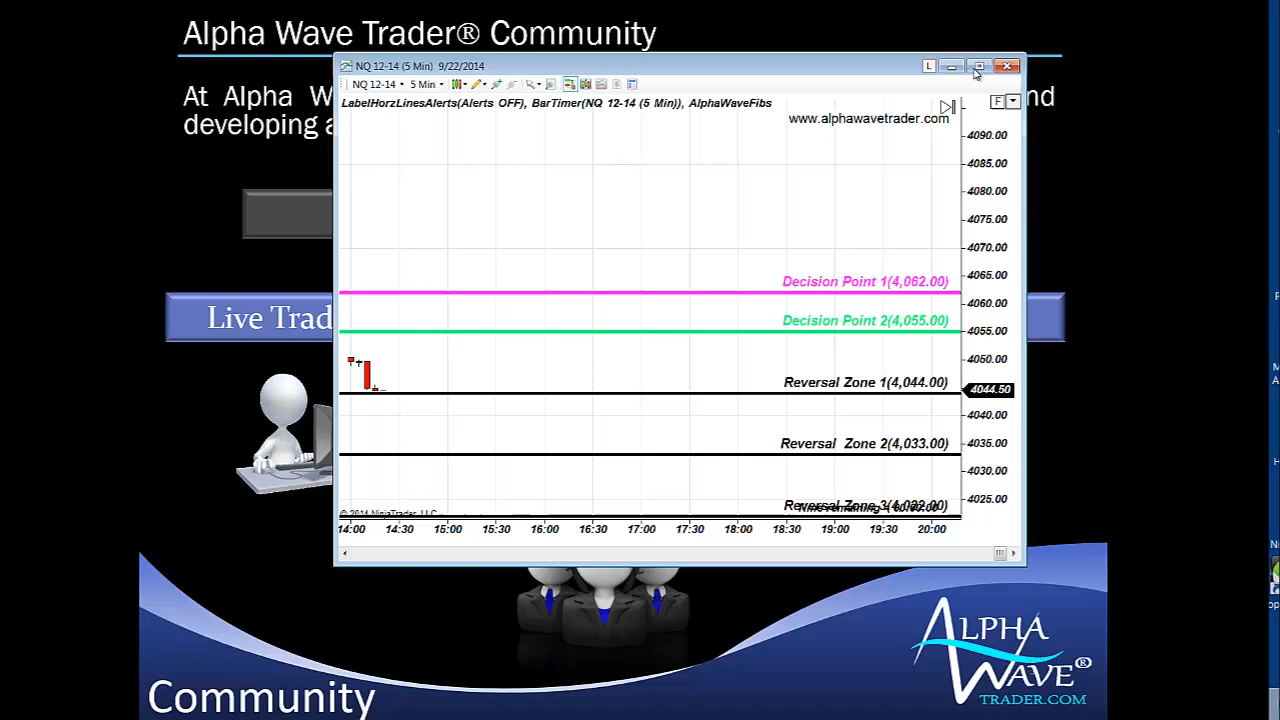 Alpha Wave Trader® Community
At Alpha W
nd
developing a
NQ 12-14 (5 Min) 9/22/2014
L
NQ 12-14
5 Min
LabelHorzLinesAlerts(Alerts OFF), BarTimer(NQ 12-14 (5 Min)), AlphaWaveFibs
F
www.alphawavetrader.com
4090.00
4085.00
4080.00
4075.00
4070.00
4065.00
Decision Point 1(4,062.00)
4060.00
Decision Point 2(4,055.00)
4055.00
Live Trad
4050.00
Reversal Zone 1(4,044.00)
4044.50
4040.00
Reversal Zone 2(4,033.00)
4035.00
4030.00
4025.00
Reversal Zone 3(4,022.00)
© 2014 NinjaTrader, LLC
14:00 14:30 15:00 15:30 16:00 16:30 17:00 17:30 18:00 18:30 19:00 19:30 20:00
Community
ALPHA
WAVE®
TRADER.COM